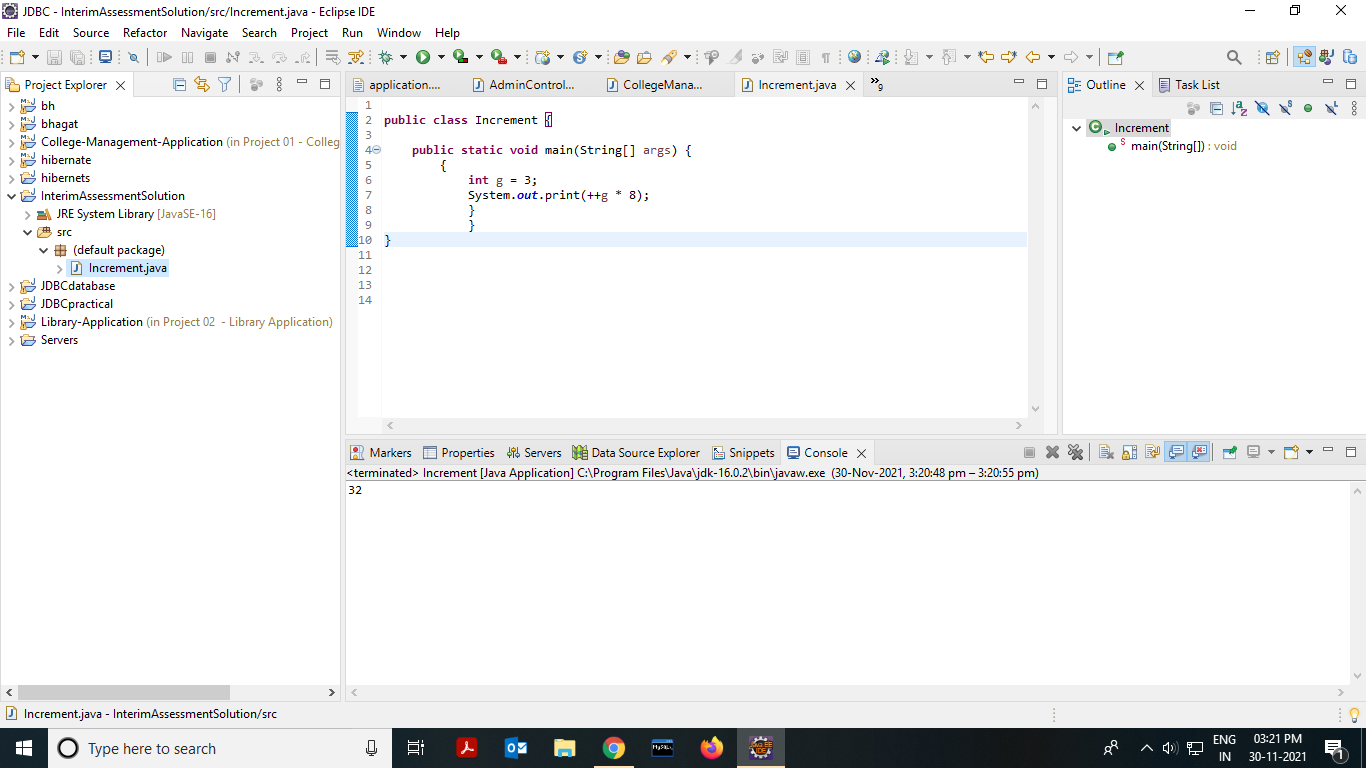 JDBC - InterimAssessmentSolution/src/Increment.java - Eclipse IDE
File Edit Source Refactor Navigate Search Project Run Window Help
Project Explorer
bh
bhagat
College-Management-Application (in Project 01 - Colleg
hibernate
hibernets
InterimAssessmentSolution
JRE System Library [JavaSE-16]
src
(default package)
Increment.java
JDBCdatabase
JDBCpractical
Library-Application (in Project 02 - Library Application)
Servers
application.... AdminControl... CollegeMana... Increment.java »9
1
2 public class Increment {
3
4 public static void main(String[] args) {
5 {
6 int g = 3;
7 System.out.print(++g * 8);
8 }
9 }
10 }
11
12
13
14
Outline Task List
Increment
main(String[]) : void
Markers Properties Servers Data Source Explorer Snippets Console
<terminated> Increment [Java Application] C:\Program Files\Java\jdk-16.0.2\bin\javaw.exe (30-Nov-2021, 3:20:48 pm – 3:20:55 pm)
32
Increment.java - InterimAssessmentSolution/src
Type here to search
MySQL
Java EE
IDE
ENG
IN
03:21 PM
30-11-2021
1